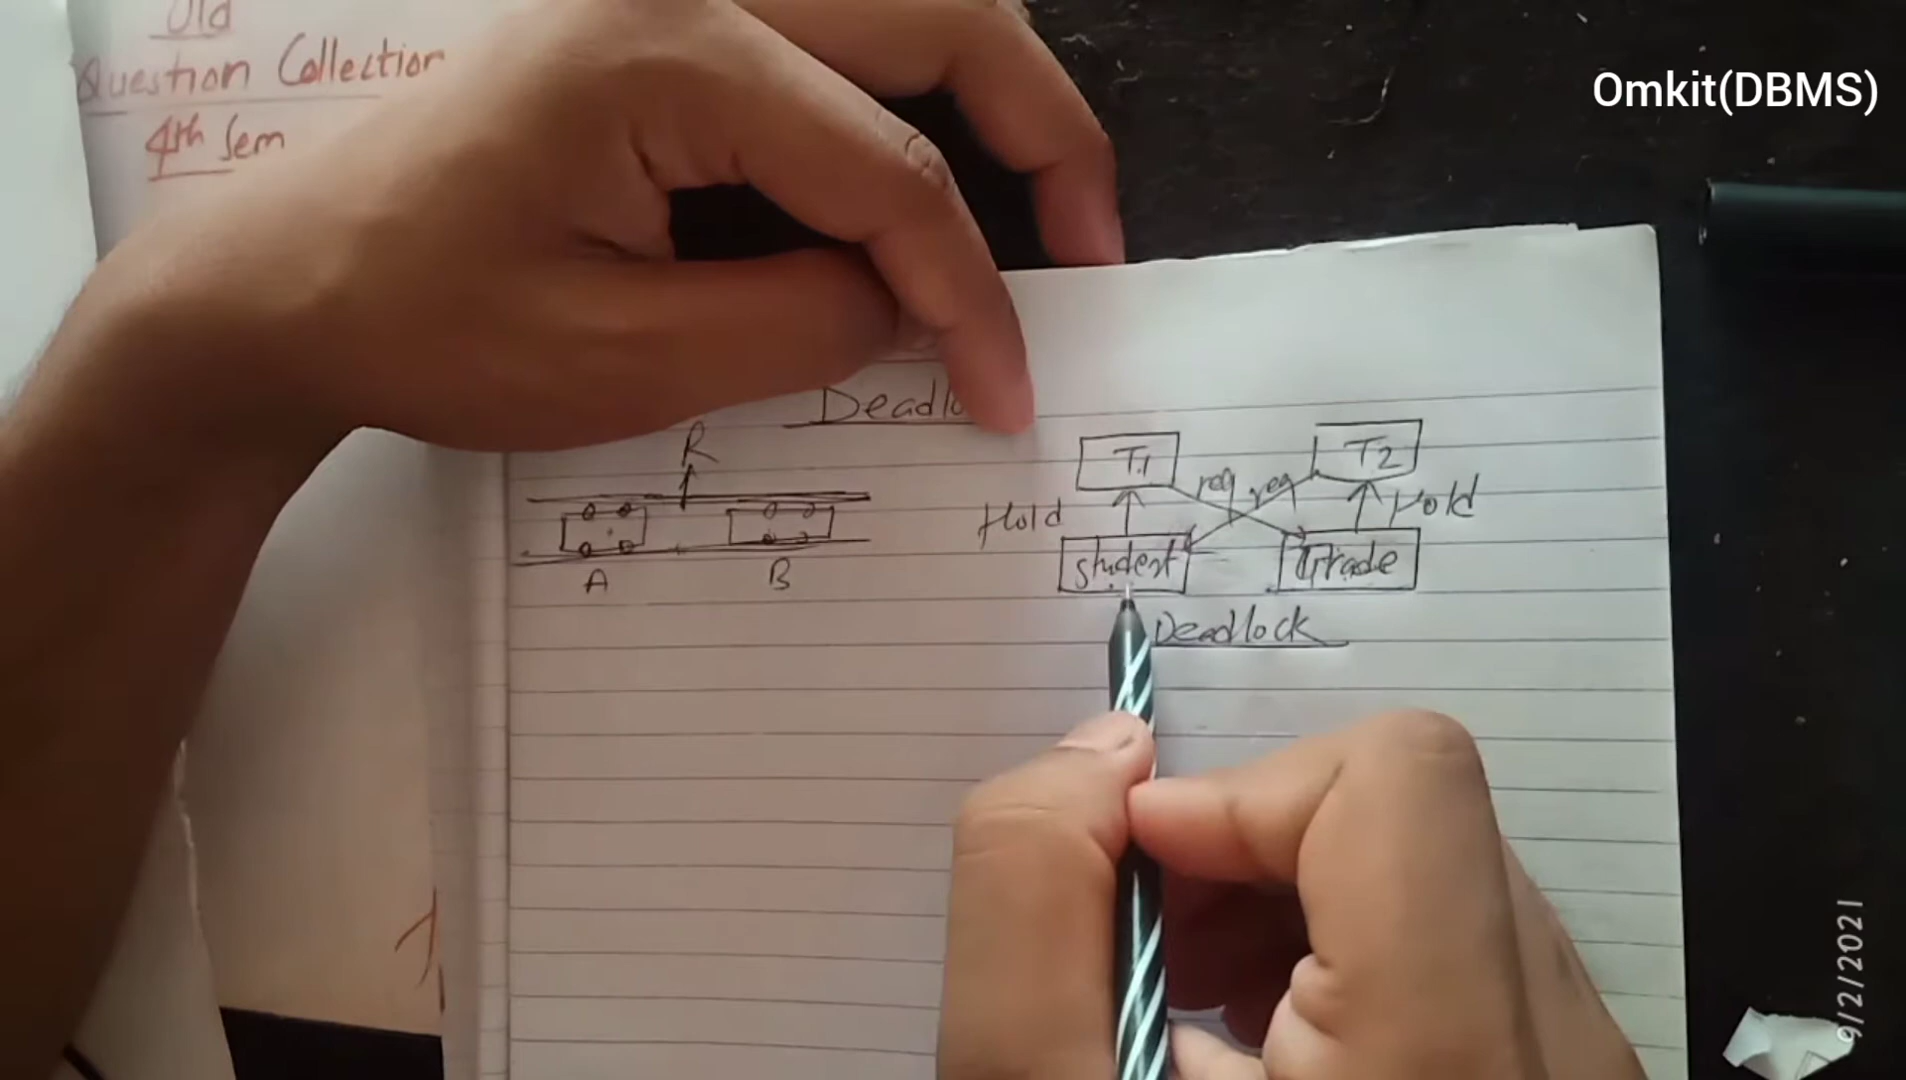 Old
Question Collection
4th Sem
Omkit(DBMS)
R
A
B
T1
T2
req
req
Hold
Hold
student
Grade
Deadlock
9/2/2021